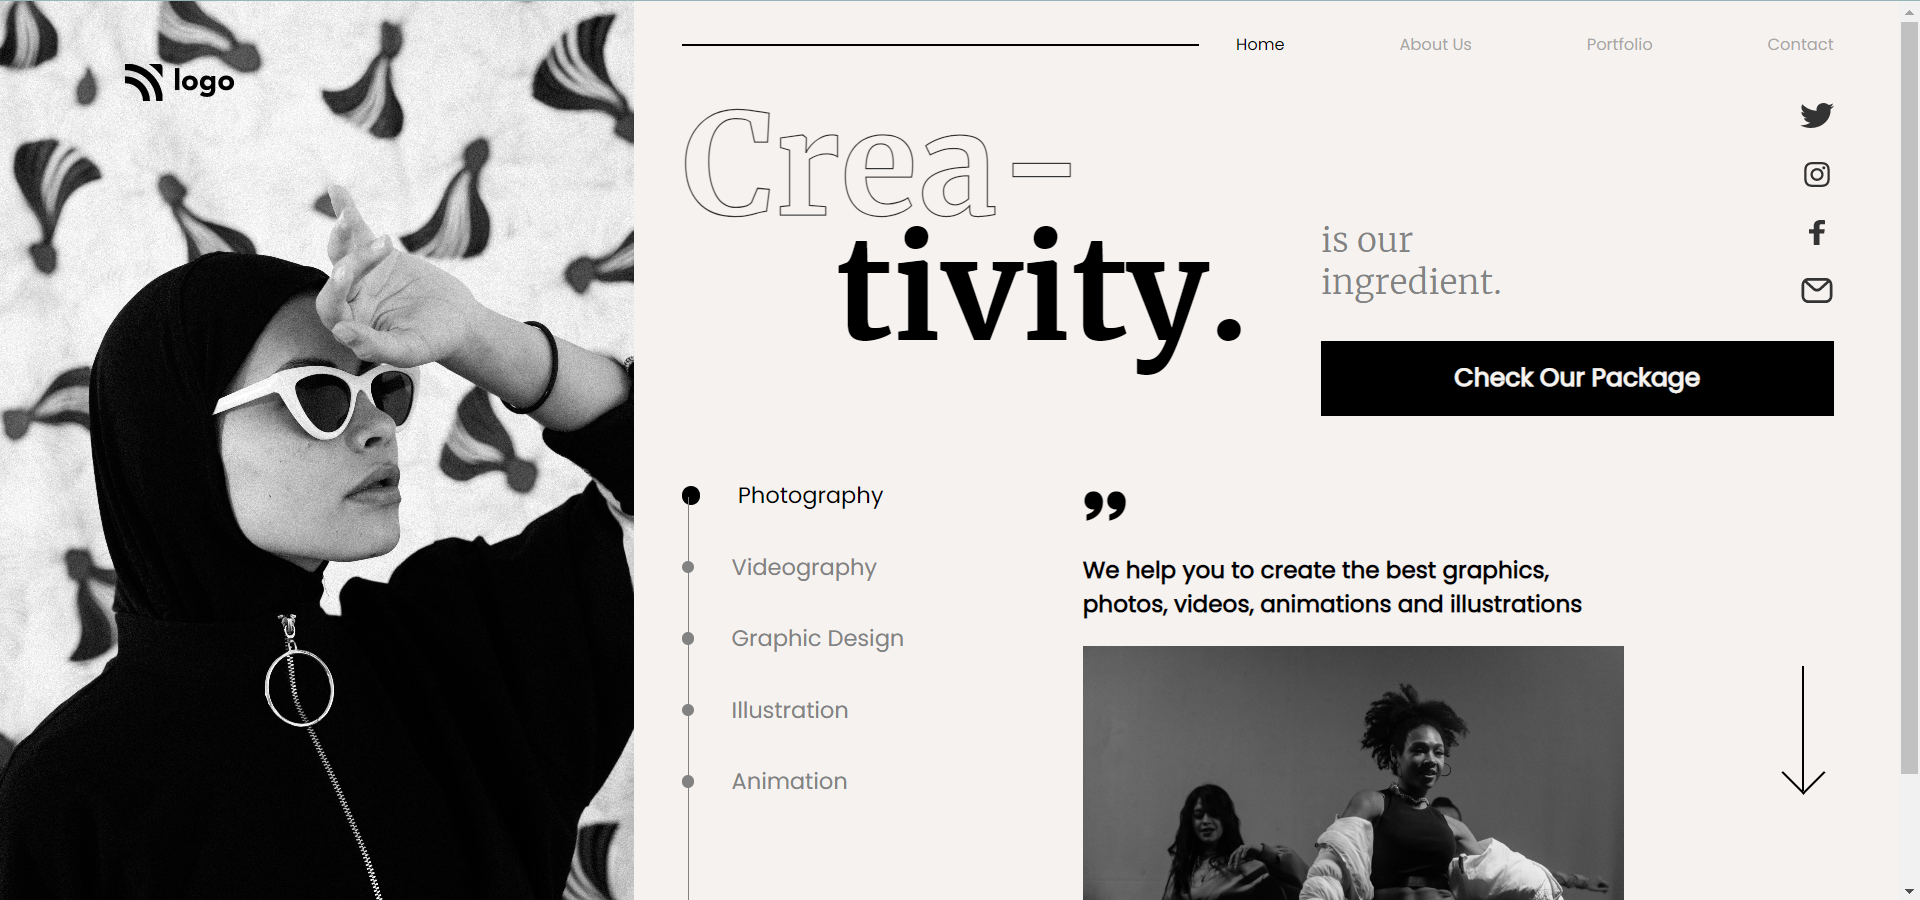 logo
Home
About Us
Portfolio
Contact
Crea-
tivity.
is our
ingredient.
Check Our Package
Photography
Videography
Graphic Design
Illustration
Animation
”
We help you to create the best graphics,
photos, videos, animations and illustrations